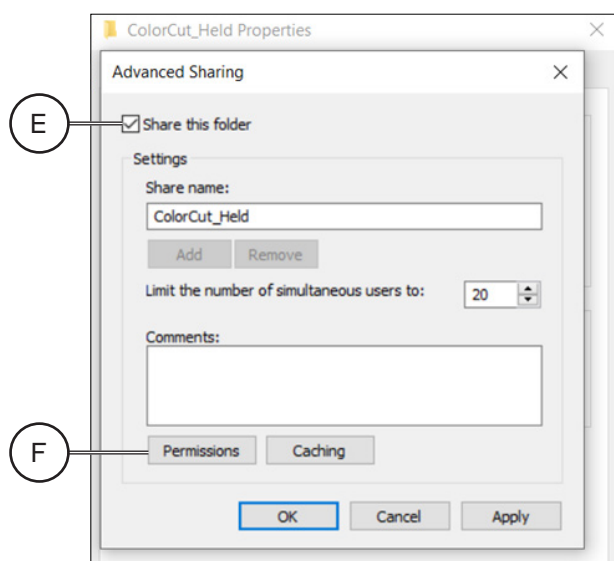 ColorCut_Held Properties
Advanced Sharing
E
Share this folder
Settings
Share name:
ColorCut_Held
Add Remove
Limit the number of simultaneous users to: 20
Comments:
F
Permissions Caching
OK Cancel Apply